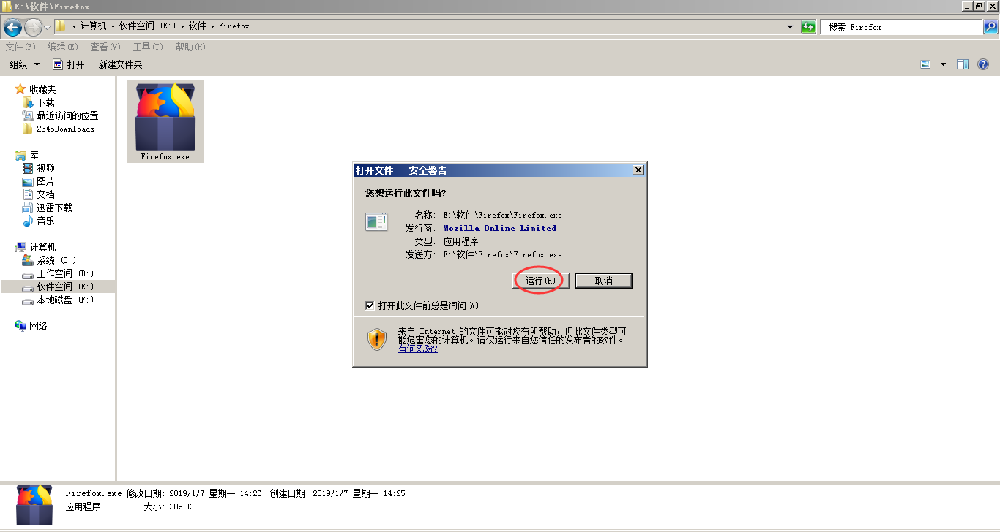 E:\软件\Firefox
计算机 软件空间 (E:) 软件 Firefox
搜索 Firefox
文件(F) 编辑(E) 查看(V) 工具(T) 帮助(H)
组织 打开 新建文件夹
收藏夹
下载
最近访问的位置
2345Downloads
库
视频
图片
文档
迅雷下载
音乐
计算机
系统 (C:)
工作空间 (D:)
软件空间 (E:)
本地磁盘 (F:)
网络
Firefox.exe
打开文件 - 安全警告
您想运行此文件吗?
名称: E:\软件\Firefox\Firefox.exe
发行商: Mozilla Online Limited
类型: 应用程序
发送方: E:\软件\Firefox\Firefox.exe
运行(R) 取消
打开此文件前总是询问(W)
来自 Internet 的文件可能对您有所帮助，但此文件类型可
能危害您的计算机。请仅运行来自您信任的发布者的软件。
有何风险?
Firefox.exe 修改日期: 2019/1/7 星期一 14:26 创建日期: 2019/1/7 星期一 14:25
应用程序 大小: 389 KB